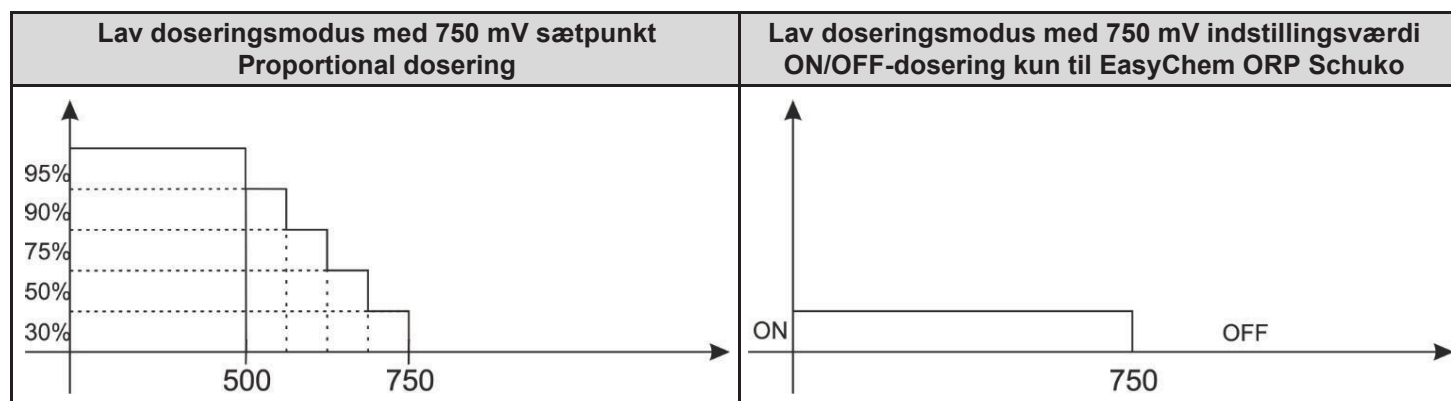 Lav doseringsmodus med 750 mV sætpunkt
Proportional dosering
Lav doseringsmodus med 750 mV indstillingsværdi
ON/OFF-dosering kun til EasyChem ORP Schuko
95%
90%
75%
50%
30%
500
750
ON
OFF
750